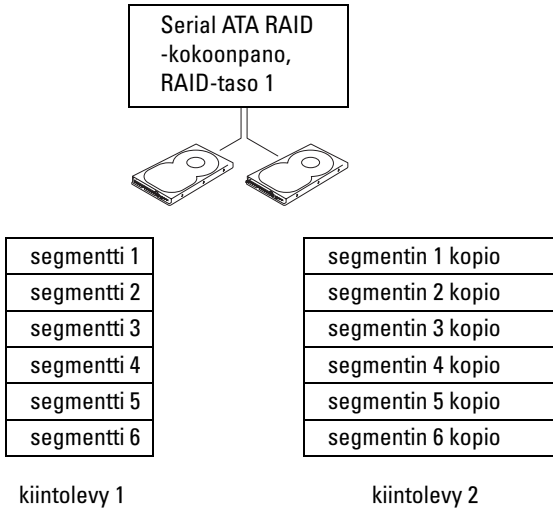 Serial ATA RAID
-kokoonpano,
RAID-taso 1
segmentti 1
segmentin 1 kopio
segmentti 2
segmentin 2 kopio
segmentti 3
segmentin 3 kopio
segmentti 4
segmentin 4 kopio
segmentti 5
segmentin 5 kopio
segmentti 6
segmentin 6 kopio
kiintolevy 1
kiintolevy 2